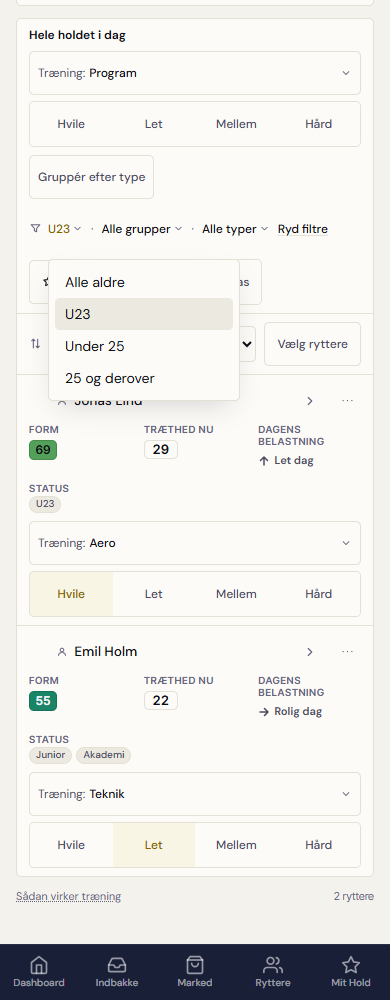 Hele holdet i dag
Træning: Program
Hvile Let Mellem Hård
Gruppér efter type
U23 · Alle grupper · Alle typer Ryd filtre
Alle aldre
U23
Under 25
25 og derover
Vælg ryttere
Jonas Lind
FORM TRÆTHED NU DAGENS BELASTNING
69 29 Let dag
STATUS
U23
Træning: Aero
Hvile Let Mellem Hård
Emil Holm
FORM TRÆTHED NU DAGENS BELASTNING
55 22 Rolig dag
STATUS
Junior Akademi
Træning: Teknik
Hvile Let Mellem Hård
Sådan virker træning 2 ryttere
Dashboard Indbakke Marked Ryttere Mit Hold